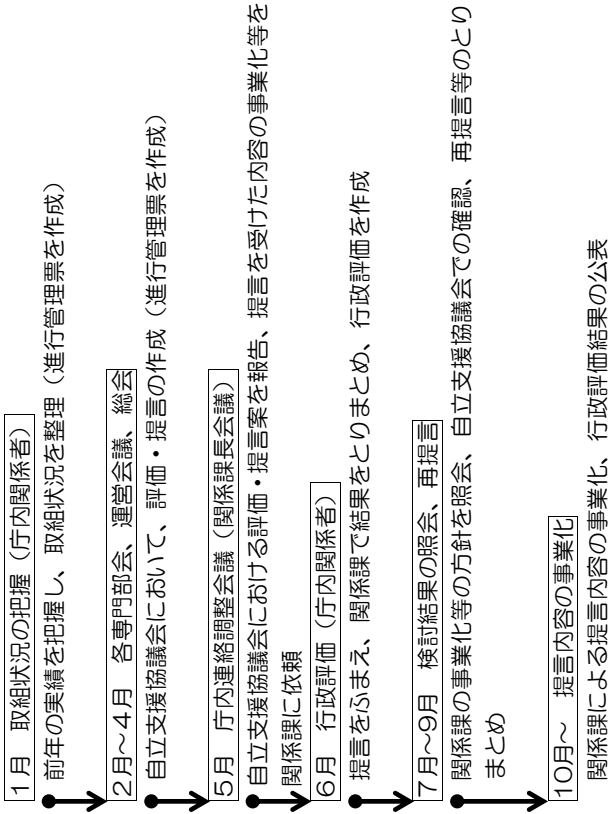 1月　取組状況の把握（庁内関係者）
前年の実績を把握し、取組状況を整理（進行管理票を作成）
2月～4月　各専門部会、運営会議、総会
自立支援協議会において、評価・提言の作成（進行管理票を作成）
5月　庁内連絡調整会議（関係課長会議）
自立支援協議会における評価・提言案を報告、提言を受けた内容の事業化等を
関係課に依頼
6月　行政評価（庁内関係者）
提言をふまえ、関係課で結果をとりまとめ、行政評価を作成
7月～9月　検討結果の照会、再提言
関係課の事業化等の方針を照会、自立支援協議会での確認、再提言等のとり
まとめ
10月～　提言内容の事業化
関係課による提言内容の事業化、行政評価結果の公表